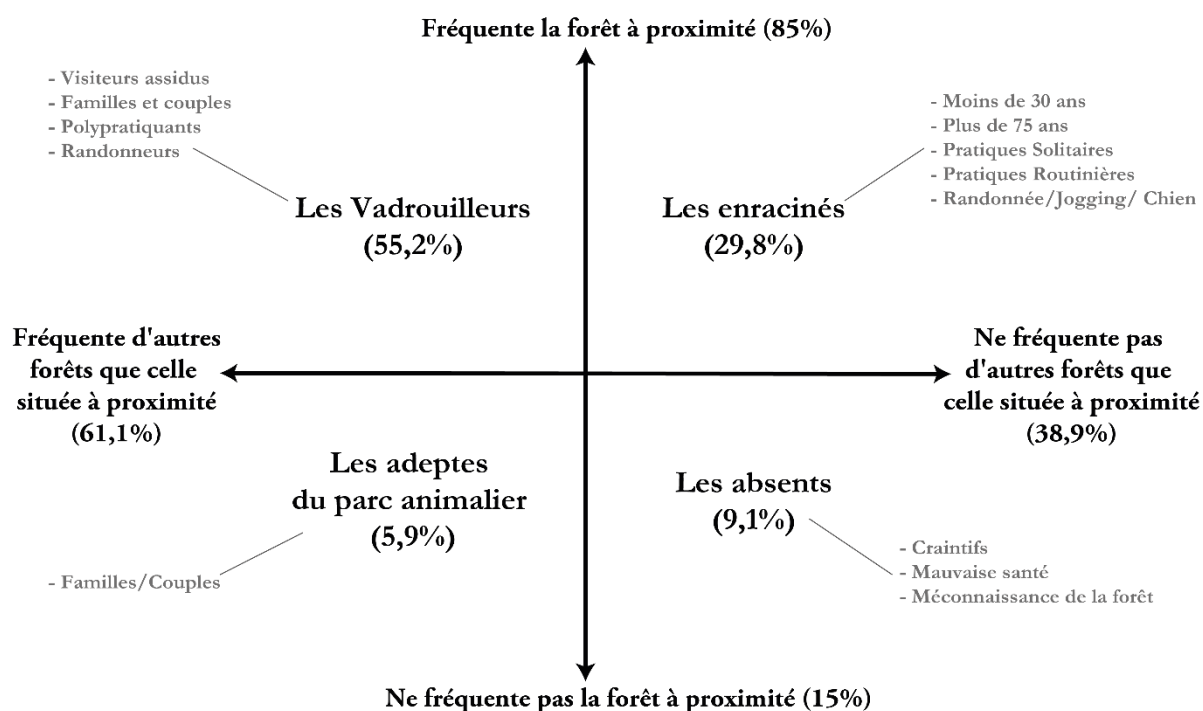 Fréquente la forêt à proximité (85%)
- Visiteurs assidus
- Familles et couples
- Polypratiquants
- Randonneurs
- Moins de 30 ans
- Plus de 75 ans
- Pratiques Solitaires
- Pratiques Routinières
- Randonnée/Jogging/ Chien
Les Vadrouilleurs
(55,2%)
Les enracinés
(29,8%)
Fréquente d'autres
forêts que celle
située à proximité
(61,1%)
Ne fréquente pas
d'autres forêts que
celle située à proximité
(38,9%)
Les adeptes
du parc animalier
(5,9%)
- Familles/Couples
Les absents
(9,1%)
- Craintifs
- Mauvaise santé
- Méconnaissance de la forêt
Ne fréquente pas la forêt à proximité (15%)